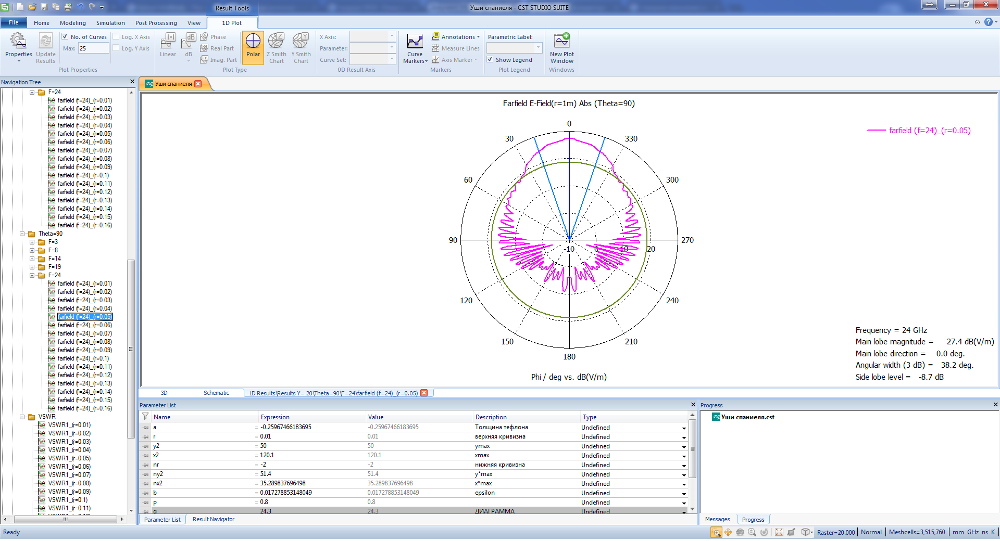 Result Tools
Уши спаниеля - CST STUDIO SUITE
File Home Modeling Simulation Post Processing View 1D Plot
Properties
Update Results
No. of Curves
Max: 25
Log. X Axis
Log. Y Axis
Plot Properties
Linear
dB
Phase
Real Part
Imag. Part
Polar
Z Smith Chart
Y Smith Chart
Plot Type
X Axis:
Parameter:
Curve Set:
0D Result Axis
Curve Markers
Annotations
Measure Lines
Axis Marker
Markers
Parametric Label:
Show Legend
Plot Legend
New Plot Window
Windows
Navigation Tree
F=24
farfield (f=24)_(r=0.01)
farfield (f=24)_(r=0.02)
farfield (f=24)_(r=0.03)
farfield (f=24)_(r=0.04)
farfield (f=24)_(r=0.05)
farfield (f=24)_(r=0.06)
farfield (f=24)_(r=0.07)
farfield (f=24)_(r=0.08)
farfield (f=24)_(r=0.09)
farfield (f=24)_(r=0.1)
farfield (f=24)_(r=0.11)
farfield (f=24)_(r=0.12)
farfield (f=24)_(r=0.13)
farfield (f=24)_(r=0.14)
farfield (f=24)_(r=0.15)
farfield (f=24)_(r=0.16)
Theta=90
F=3
F=8
F=14
F=19
F=24
farfield (f=24)_(r=0.01)
farfield (f=24)_(r=0.02)
farfield (f=24)_(r=0.03)
farfield (f=24)_(r=0.04)
farfield (f=24)_(r=0.05)
farfield (f=24)_(r=0.06)
farfield (f=24)_(r=0.07)
farfield (f=24)_(r=0.08)
farfield (f=24)_(r=0.09)
farfield (f=24)_(r=0.1)
farfield (f=24)_(r=0.11)
farfield (f=24)_(r=0.12)
farfield (f=24)_(r=0.13)
farfield (f=24)_(r=0.14)
farfield (f=24)_(r=0.15)
farfield (f=24)_(r=0.16)
VSWR
VSWR1_(r=0.01)
VSWR1_(r=0.02)
VSWR1_(r=0.03)
VSWR1_(r=0.04)
VSWR1_(r=0.05)
VSWR1_(r=0.06)
VSWR1_(r=0.07)
VSWR1_(r=0.08)
VSWR1_(r=0.09)
VSWR1_(r=0.1)
VSWR1_(r=0.11)
Уши спаниеля
Farfield E-Field(r=1m) Abs (Theta=90)
farfield (f=24)_(r=0.05)
0
30 330
60 300
90 270
-10 0 10 20
120 240
150 210
180
Phi / deg vs. dB(V/m)
Frequency = 24 GHz
Main lobe magnitude = 27.4 dB(V/m)
Main lobe direction = 0.0 deg.
Angular width (3 dB) = 38.2 deg.
Side lobe level = -8.7 dB
3D Schematic 1D Results\Results Y= 20\Theta=90\F=24\farfield (f=24)_(r=0.05)
Parameter List
Name Expression Value Description Type
a = -0.25967466183695 -0.25967466183695 Толщина тефлона Undefined
r = 0.01 0.01 верхняя кривизна Undefined
y2 = 50 50 ymax Undefined
x2 = 120.1 120.1 xmax Undefined
nr = -2 -2 нижняя кривизна Undefined
ny2 = 51.4 51.4 y*max Undefined
nx2 = 35.289837696498 35.289837696498 x*max Undefined
b = 0.017278853148049 0.017278853148049 epsilon Undefined
p = 0.8 0.8 Undefined
= 24.3 24.3 ДИАГРАММА Undefined
Parameter List Result Navigator
Progress
Уши спаниеля.cst
Messages Progress
Ready
Raster=20.000 Normal Meshcells=3,515,760 mm GHz ns K